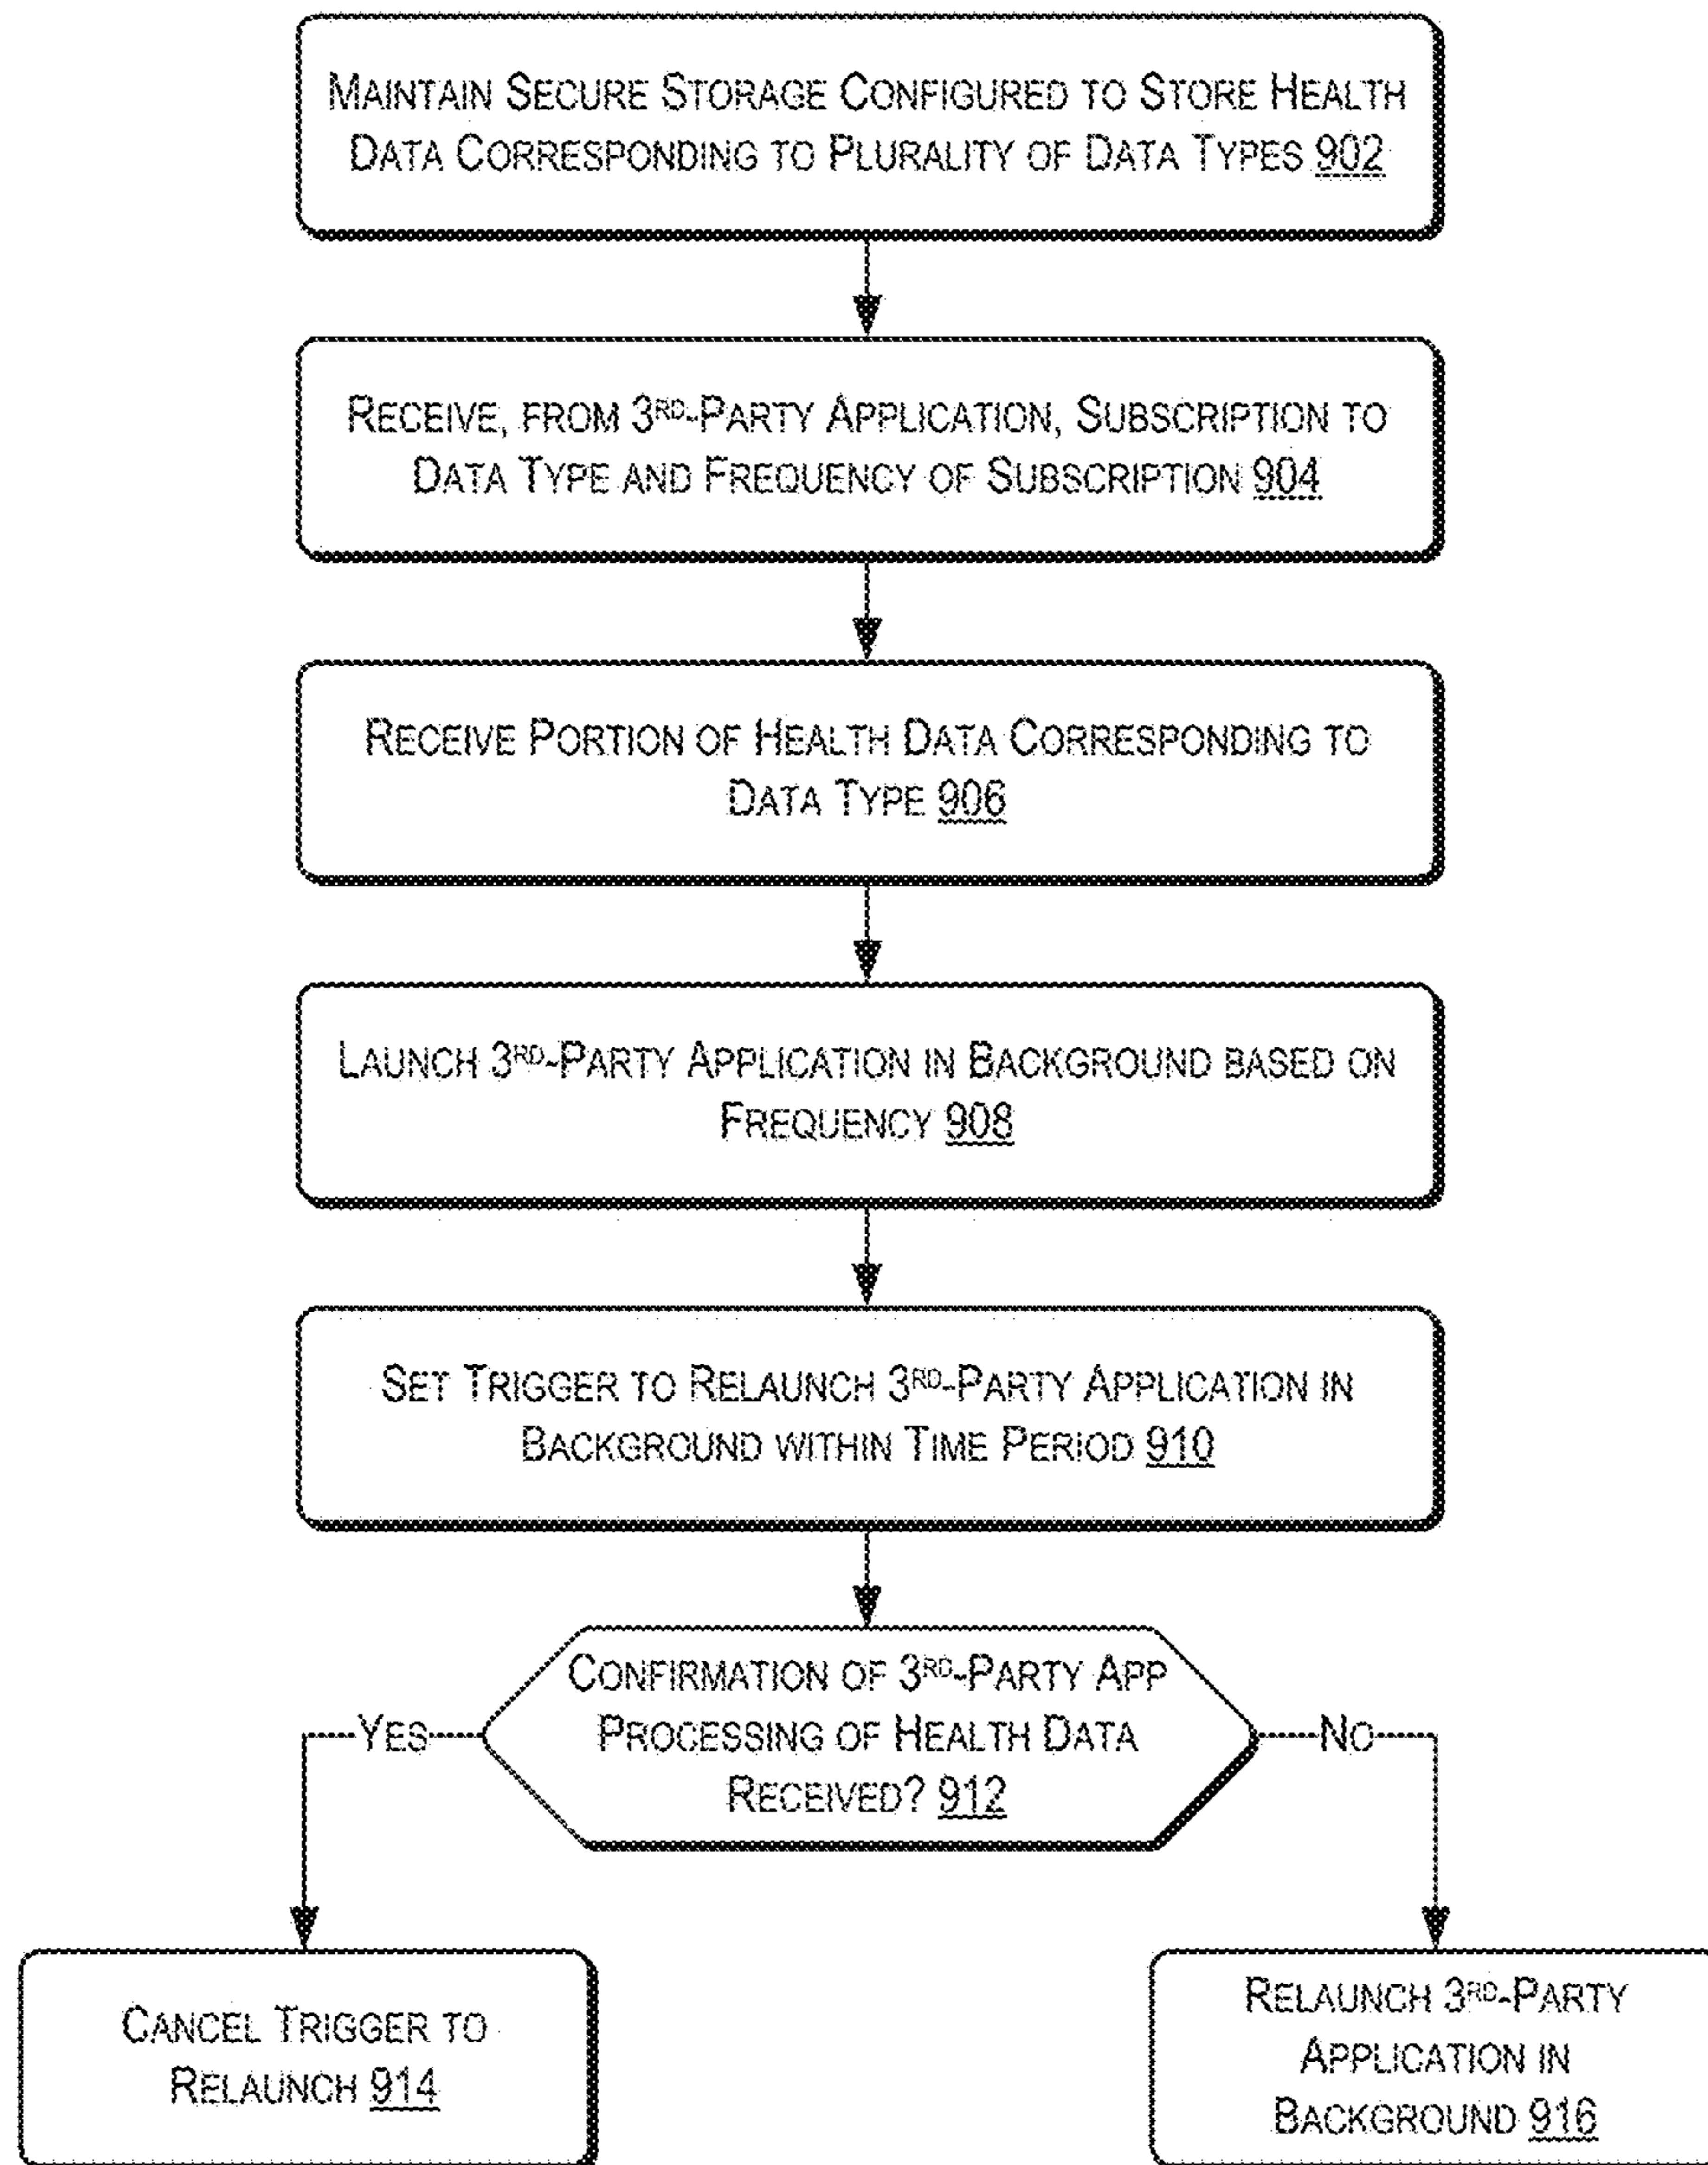 MAINTAIN SECURE STORAGE CONFIGURED TO STORE HEALTH
DATA CORRESPONDING TO PLURALITY OF DATA TYPES 902
RECEIVE, FROM 3RD-PARTY APPLICATION, SUBSCRIPTION TO
DATA TYPE AND FREQUENCY OF SUBSCRIPTION 904
RECEIVE PORTION OF HEALTH DATA CORRESPONDING TO
DATA TYPE 906
LAUNCH 3RD-PARTY APPLICATION IN BACKGROUND BASED ON
FREQUENCY 908
SET TRIGGER TO RELAUNCH 3RD-PARTY APPLICATION IN
BACKGROUND WITHIN TIME PERIOD 910
CONFIRMATION OF 3RD-PARTY APP
PROCESSING OF HEALTH DATA
RECEIVED? 912
YES
NO
CANCEL TRIGGER TO
RELAUNCH 914
RELAUNCH 3RD-PARTY
APPLICATION IN
BACKGROUND 916